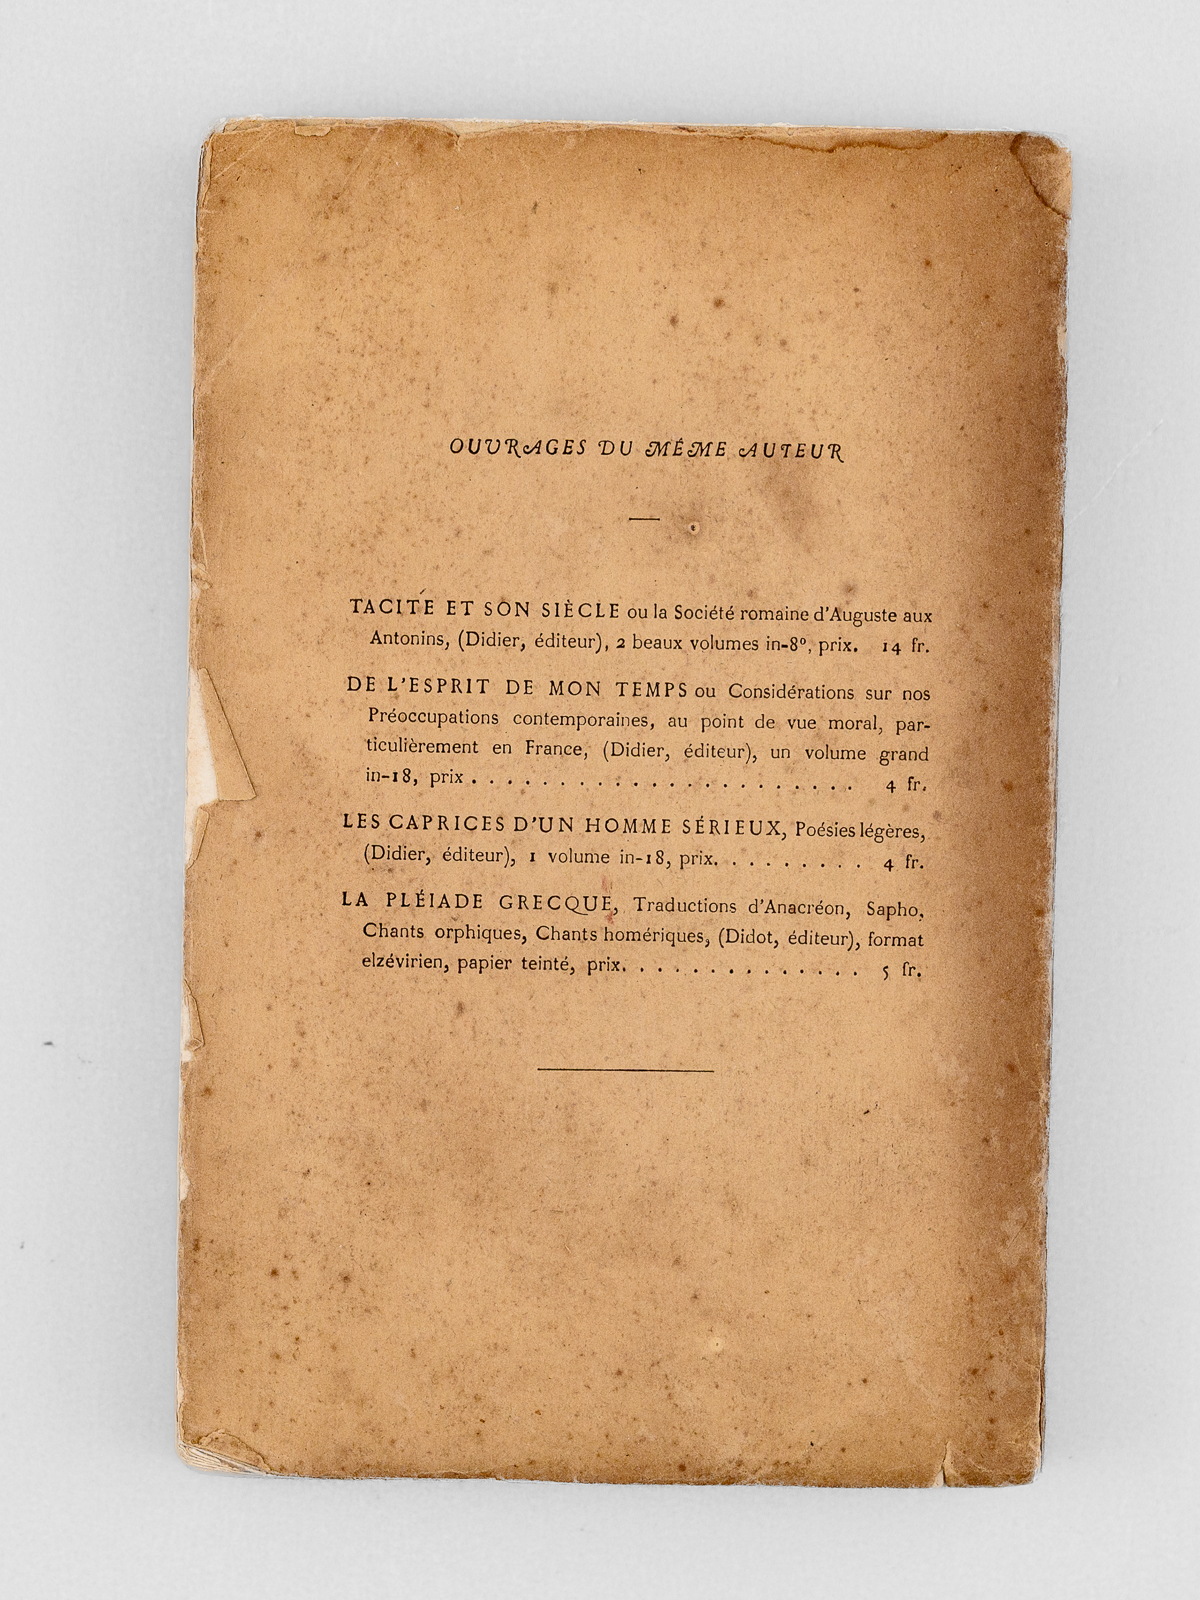 OUVRAGES DU MÊME AUTEUR
TACITE ET SON SIÈCLE ou la Société romaine d'Auguste aux
Antonins, (Didier, éditeur), 2 beaux volumes in-8º, prix. 14 fr.
DE L'ESPRIT DE MON TEMPS ou Considérations sur nos
Préoccupations contemporaines, au point de vue moral, par-
ticulièrement en France, (Didier, éditeur), un volume grand
in-18, prix . . . . . . . . . . . . . . . . . . . . . 4 fr.
LES CAPRICES D'UN HOMME SÉRIEUX, Poésies légères,
(Didier, éditeur), 1 volume in-18, prix. . . . . . . . . 4 fr.
LA PLÉIADE GRECQUE, Traductions d'Anacréon, Sapho,
Chants orphiques, Chants homériques, (Didot, éditeur), format
elzévirien, papier teinté, prix. . . . . . . . . . . . . . 5 fr.